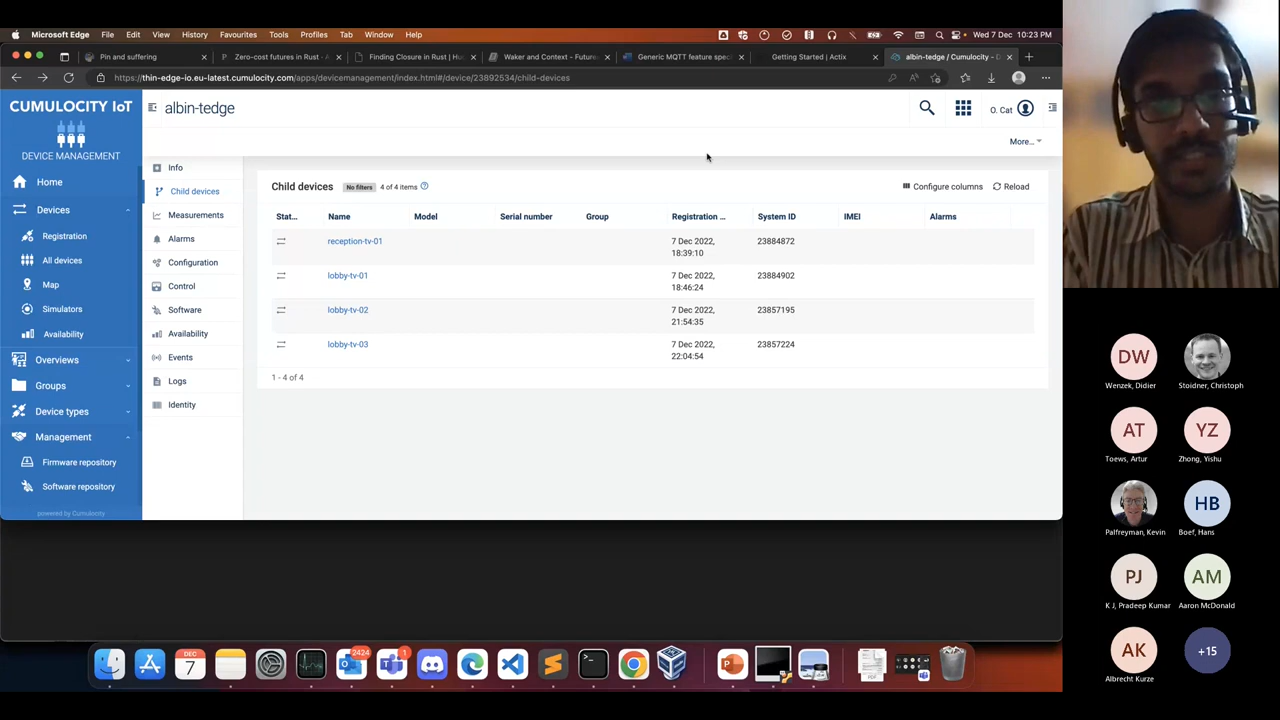 Microsoft Edge File Edit View History Favourites Tools Profiles Tab Window Help
Wed 7 Dec 10:23 PM
Pin and suffering
Zero-cost futures in Rust · A
Finding Closure in Rust | Hu
Waker and Context - Future
Generic MQTT feature spec
Getting Started | Actix
albin-tedge / Cumulocity - D
https://thin-edge-io.eu-latest.cumulocity.com/apps/devicemanagement/index.html#/device/23892534/child-devices
CUMULOCITY IoT
DEVICE MANAGEMENT
Home
Devices
Registration
All devices
Map
Simulators
Availability
Overviews
Groups
Device types
Management
Firmware repository
Software repository
powered by Cumulocity
albin-tedge
O. Cat
More...
Info
Child devices
Measurements
Alarms
Configuration
Control
Software
Availability
Events
Logs
Identity
Child devices No filters 4 of 4 items
Configure columns Reload
Stat... Name Model Serial number Group Registration ... System ID IMEI Alarms
reception-tv-01 7 Dec 2022, 23884872
18:39:10
lobby-tv-01 7 Dec 2022, 23884902
18:46:24
lobby-tv-02 7 Dec 2022, 23857195
21:54:35
lobby-tv-03 7 Dec 2022, 23857224
22:04:54
1 - 4 of 4
DEC
7
2424
1
PDF
DW
Wenzek, Didier
Stoidner, Christoph
AT
Toews, Artur
YZ
Zhong, Yishu
Palfreyman, Kevin
HB
Boef, Hans
PJ
K J, Pradeep Kumar
AM
Aaron McDonald
AK
Albrecht Kurze
+15